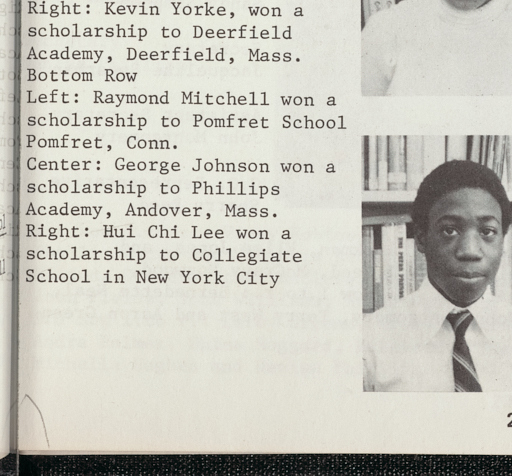 Right: Kevin Yorke, won a
scholarship to Deerfield
Academy, Deerfield, Mass.
Bottom Row
Left: Raymond Mitchell won a
scholarship to Pomfret School
Pomfret, Conn.
Center: George Johnson won a
scholarship to Phillips
Academy, Andover, Mass.
Right: Hui Chi Lee won a
scholarship to Collegiate
School in New York City
2